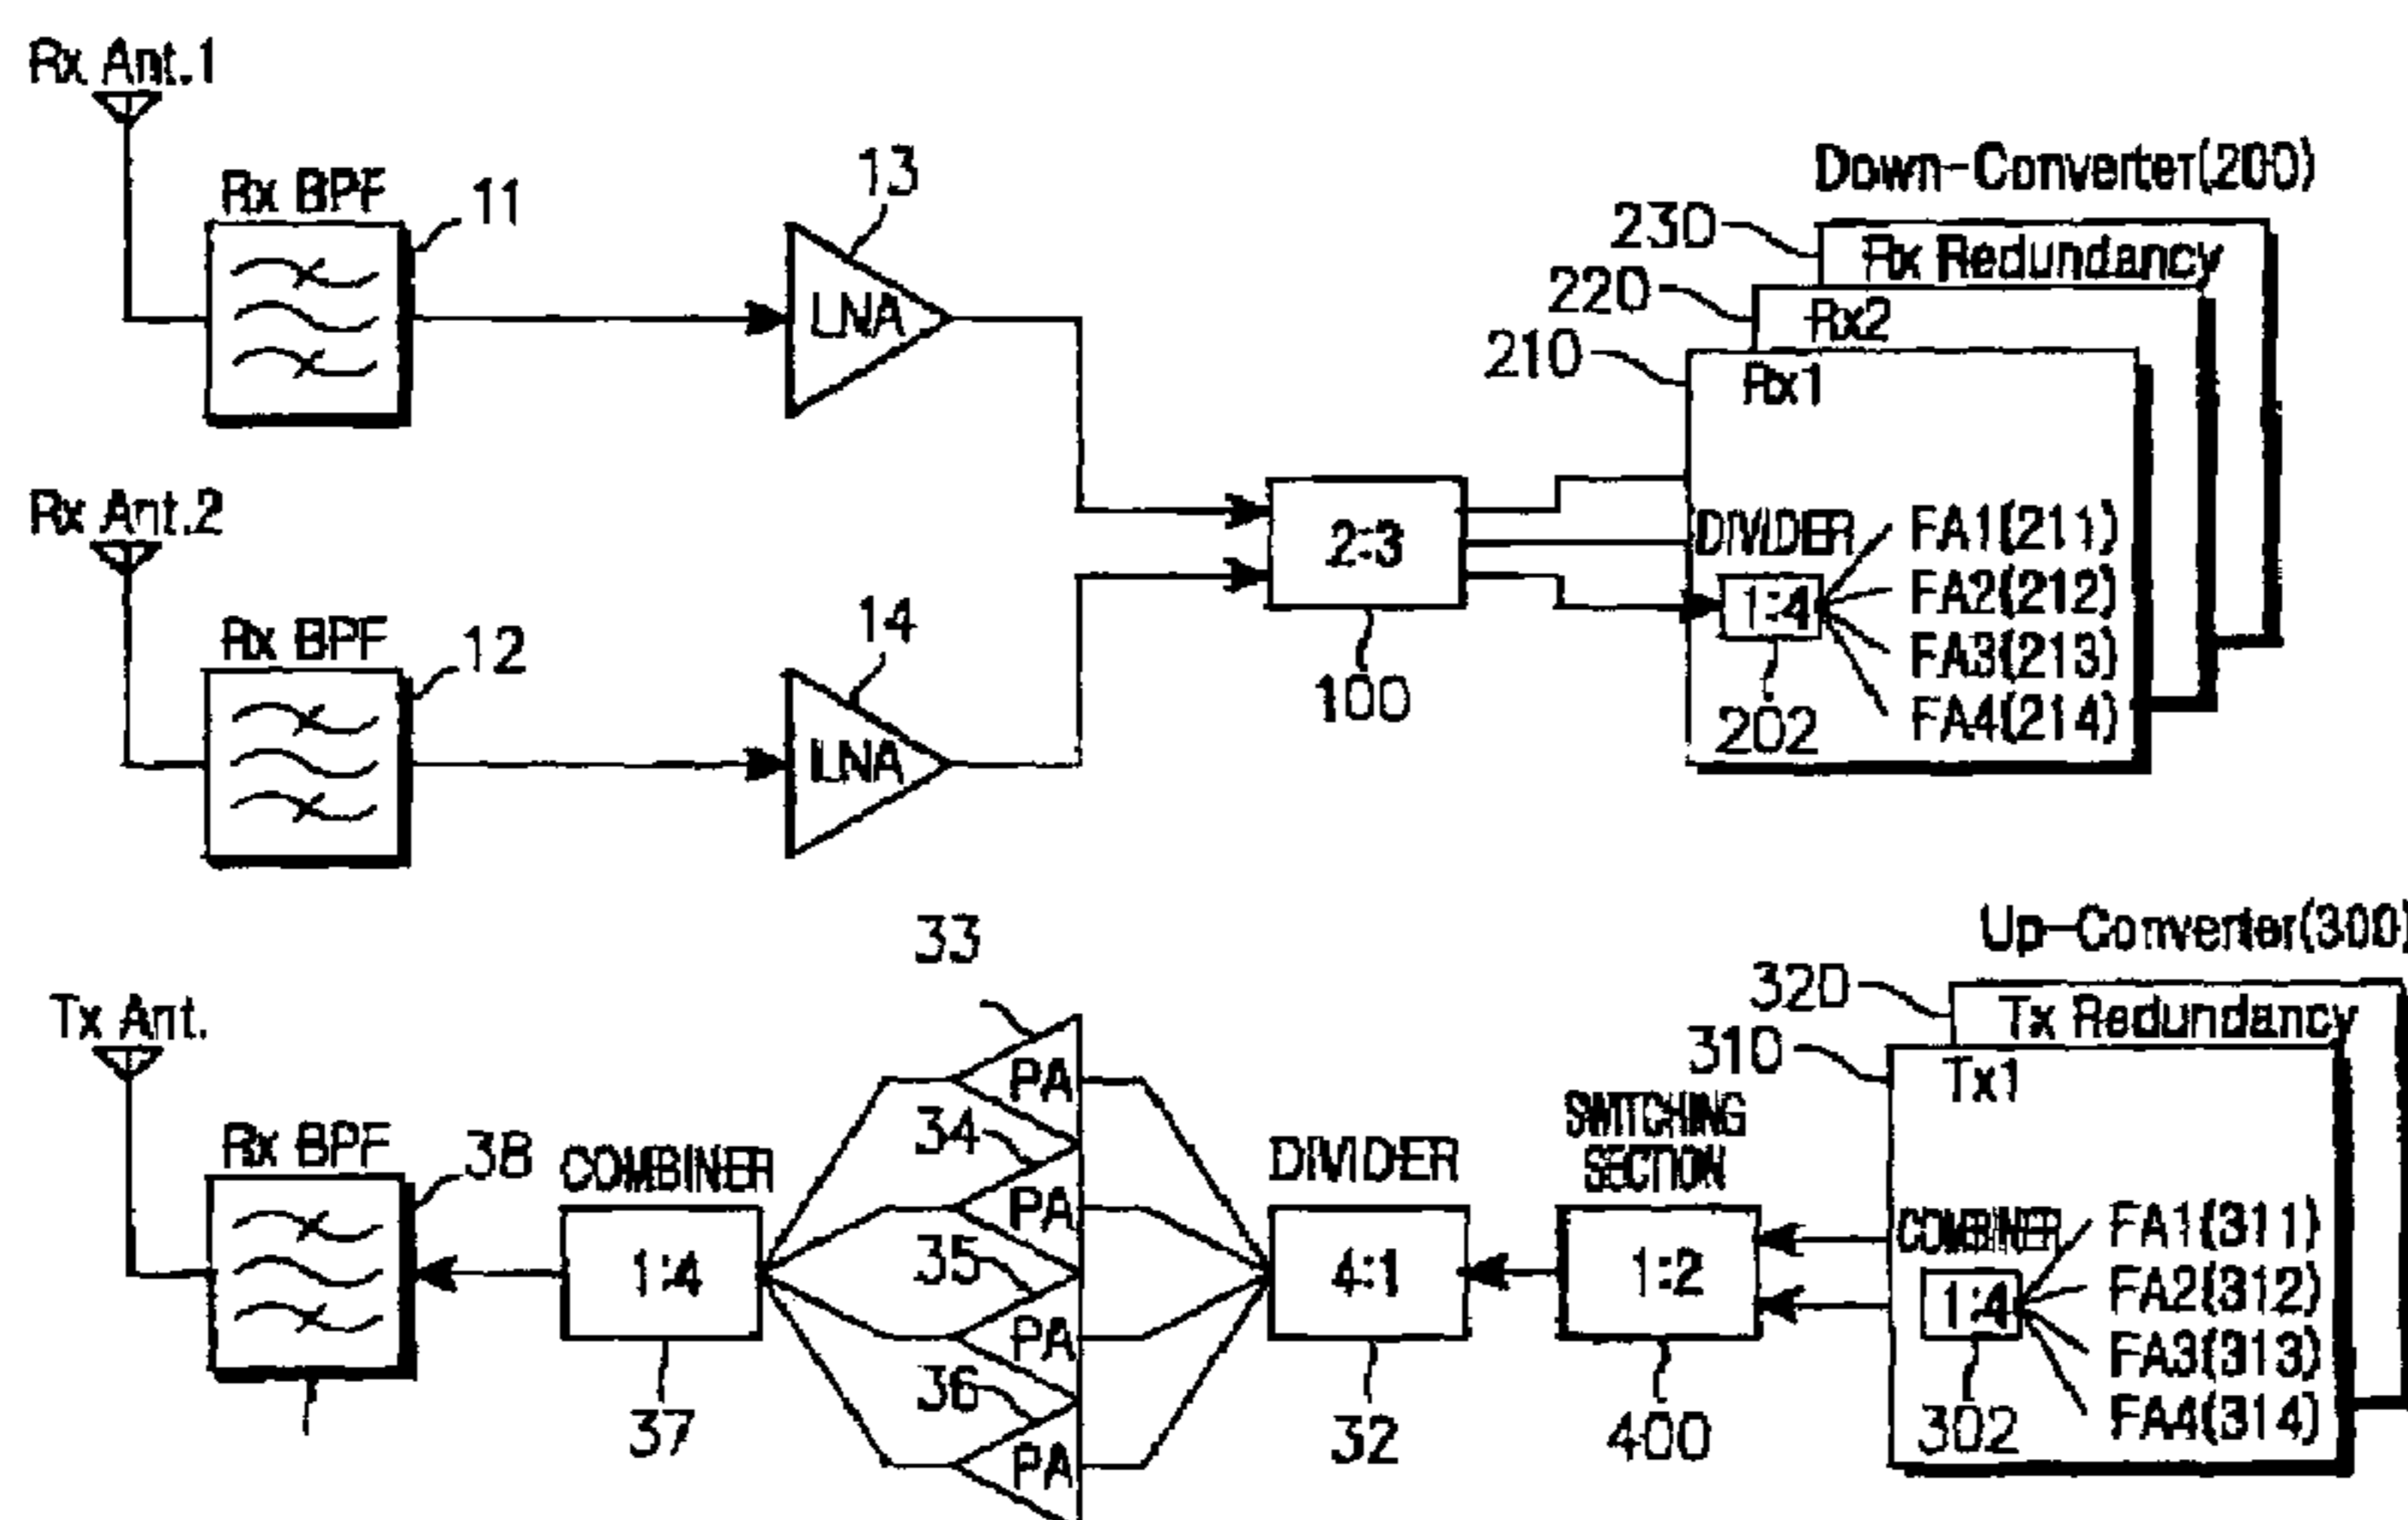 Rx Ant.1
Rx BPF
11
13
LNA
Down-Converter(200)
230
Rx Redundancy
220
Rx2
210
Rx1
Rx Ant.2
Rx BPF
12
14
LNA
2:3
100
DIVIDER
1:4
202
FA1(211)
FA2(212)
FA3(213)
FA4(214)
Up-Converter(300)
320
Tx Redundancy
310
Tx1
Tx Ant.
Rx BPF
38
COMBINER
1:4
37
33
PA
34
PA
35
PA
36
PA
DIVIDER
4:1
32
SWITCHING
SECTION
1:2
400
COMBINER
1:4
302
FA1(311)
FA2(312)
FA3(313)
FA4(314)